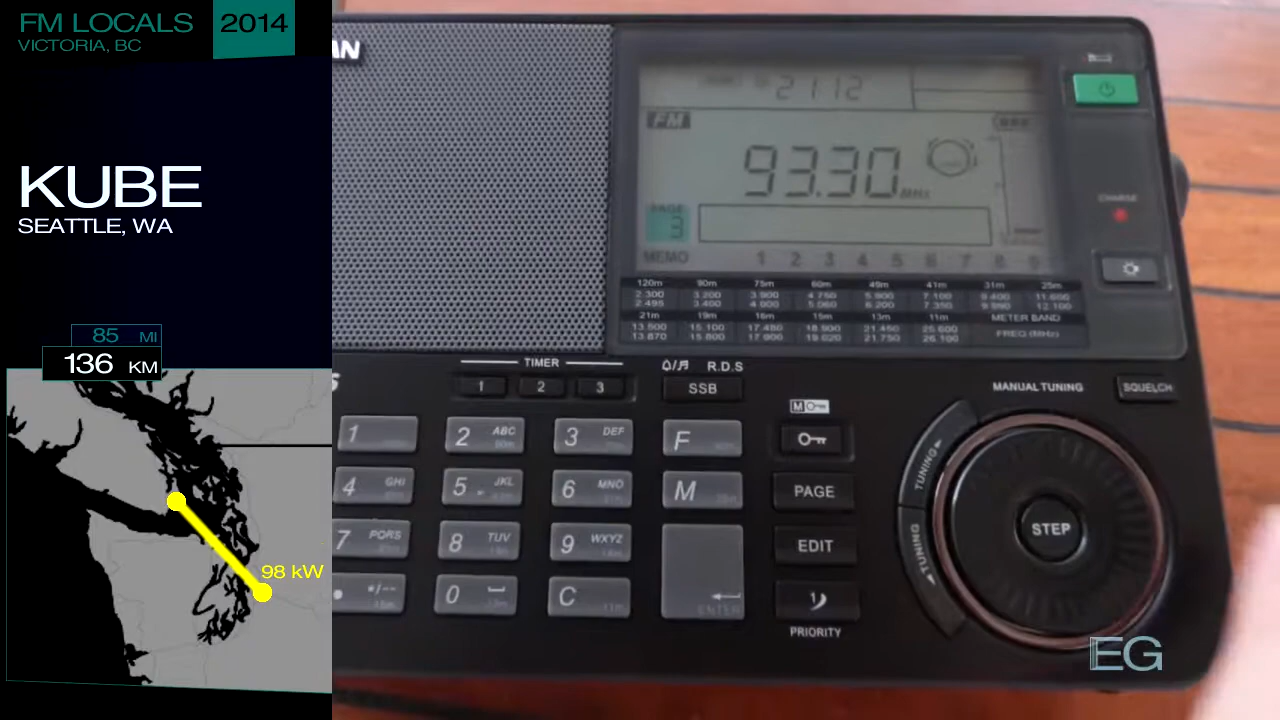 FM LOCALS
2014
VICTORIA, BC
KUBE
SEATTLE, WA
85 MI
136 KM
98 kW
AN
2112
FM
93.30 MHz
PAGE
3
MEMO
1 2 3 4 5 6 7 8 9
120m 90m 75m 60m 49m 41m 31m 25m
2.300 3.200 3.900 4.750 5.900 7.100 9.400 11.600
2.495 3.400 4.000 5.060 6.200 7.350 9.990 12.100
21m 19m 16m 15m 13m 11m METER BAND
13.500 15.100 17.480 18.900 21.450 25.600 FREQ (MHz)
13.870 15.800 17.900 19.020 21.750 26.100
CHARGE
TIMER
1 2 3
R.D.S
SSB
MANUAL TUNING
SQUELCH
M
1
2 ABC
3 DEF
F
4 GHI
5 JKL
6 MNO
M
PAGE
7 PQRS
8 TUV
9 WXYZ
EDIT
•
*/~-
0
C
ENTER
PRIORITY
TUNING
TUNING
STEP
EG